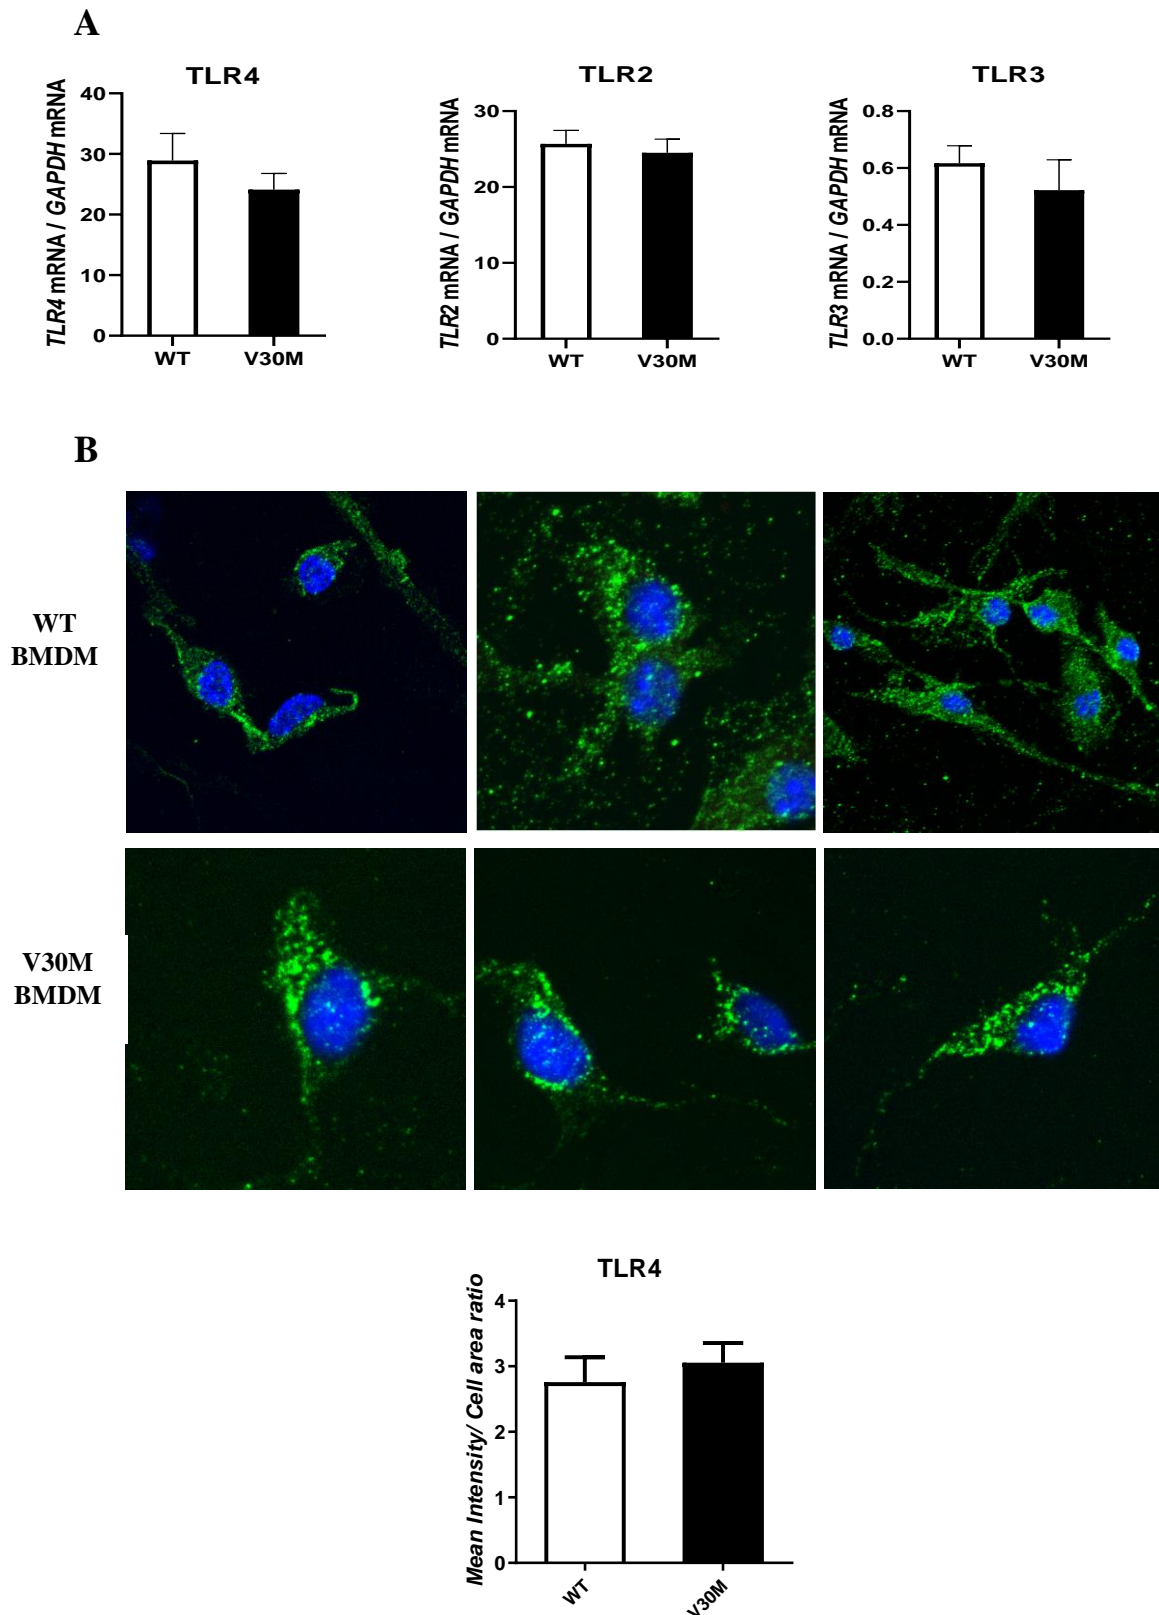 A
TLR4
TLR4 mRNA / GAPDH mRNA
40
30
20
10
0
WT
V30M
TLR2
TLR2 mRNA / GAPDH mRNA
30
20
10
0
WT
V30M
TLR3
TLR3 mRNA / GAPDH mRNA
0.8
0.6
0.4
0.2
0.0
WT
V30M
B
WT
BMDM
V30M
BMDM
TLR4
Mean Intensity/ Cell area ratio
4
3
2
1
0
WT
V30M